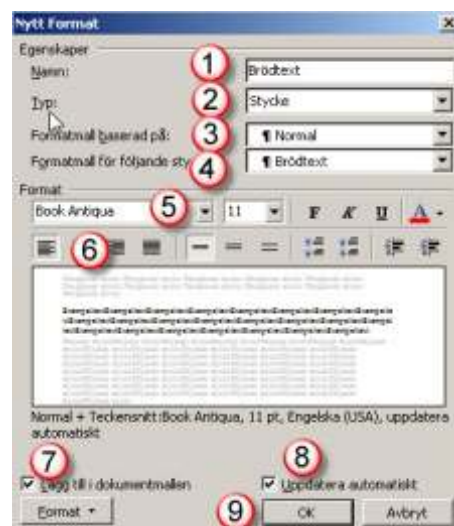 Nytt Format
Egenskaper
Namn: 1 Brödtext
Typ: 2 Stycke
Formatmall baserad på: 3 ¶ Normal
Formatmall för följande sty 4 ¶ Brödtext
Format
Book Antiqua 5 11 F K U A
6
Normal + Teckensnitt:Book Antiqua, 11 pt, Engelska (USA), uppdatera
automatiskt
7 8
Lägg till i dokumentmallen Uppdatera automatiskt
Format 9 OK Avbryt